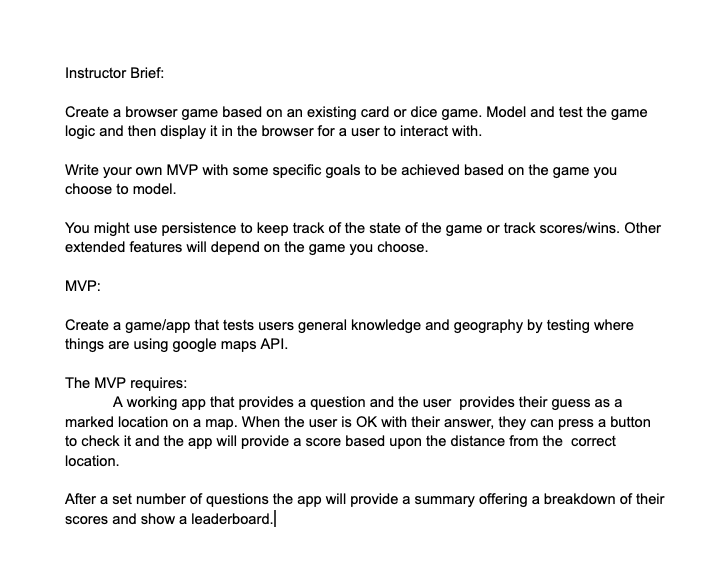 Instructor Brief:
Create a browser game based on an existing card or dice game. Model and test the game
logic and then display it in the browser for a user to interact with.
Write your own MVP with some specific goals to be achieved based on the game you
choose to model.
You might use persistence to keep track of the state of the game or track scores/wins. Other
extended features will depend on the game you choose.
MVP:
Create a game/app that tests users general knowledge and geography by testing where
things are using google maps API.
The MVP requires:
A working app that provides a question and the user  provides their guess as a
marked location on a map. When the user is OK with their answer, they can press a button
to check it and the app will provide a score based upon the distance from the  correct
location.
After a set number of questions the app will provide a summary offering a breakdown of their
scores and show a leaderboard.